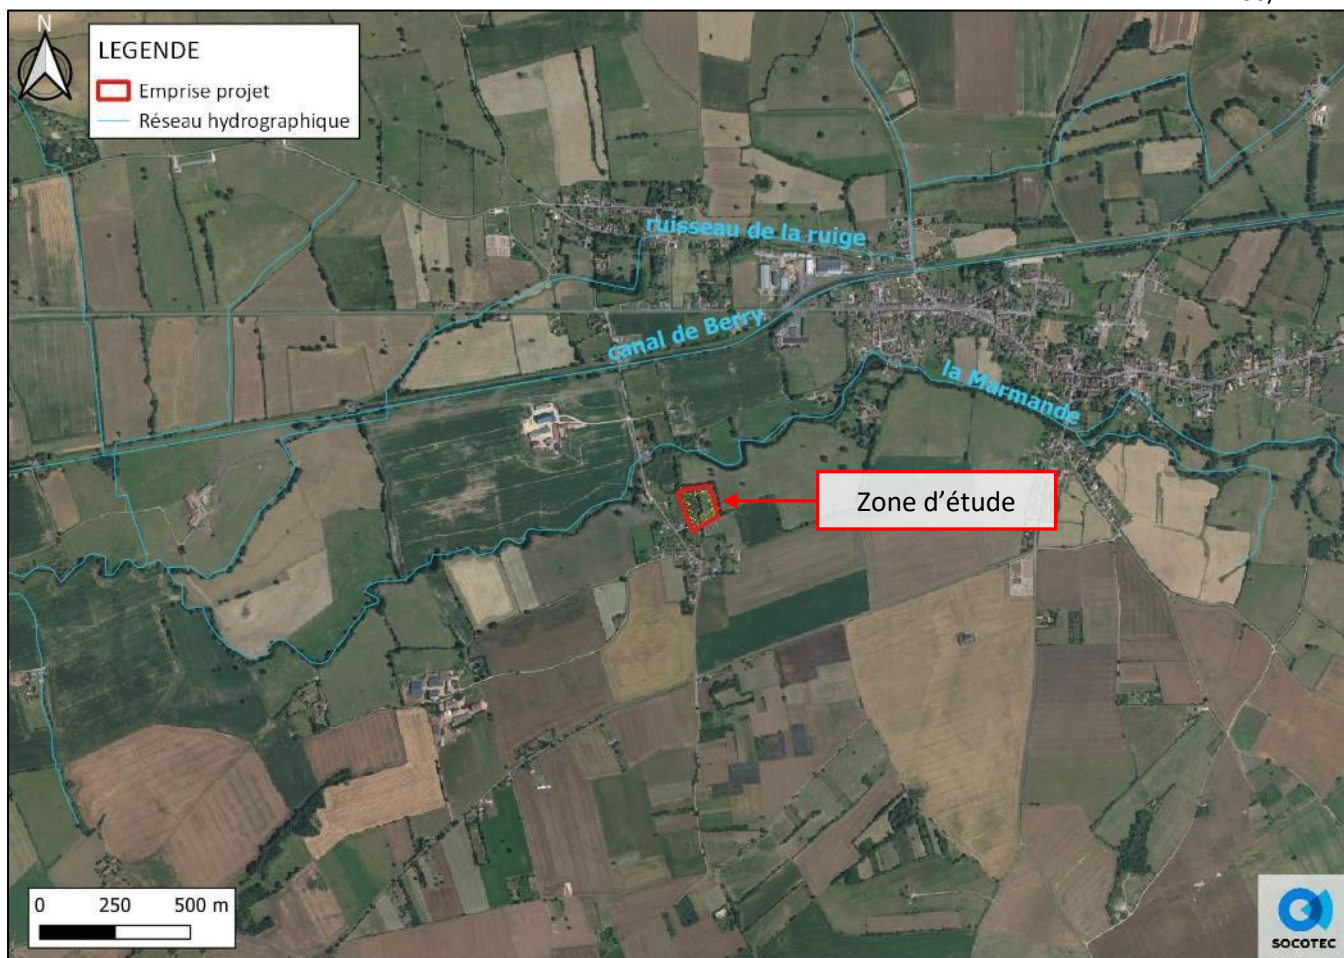 N
LEGENDE
Emprise projet
Réseau hydrographique
ruisseau de la ruige
canal de Berry
la Marmande
Zone d’étude
0 250 500 m
SOCOTEC